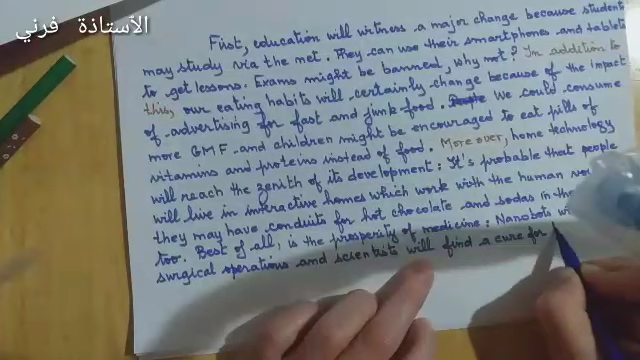 الأستاذة فرني
First, education will witness a major change because student
may study via the net. They can use their smartphones and tablets
to get lessons. Exams might be banned, why not? In addition to
this, our eating habits will certainly change because of the impact
of advertising for fast and junk food. We could consume
more GMF and children might be encouraged to eat pills of
vitamins and proteins instead of food. Moreover, home technology
will reach the zenith of its development; It's probable that people
will live in interactive homes which work with the human
they may have conduits for hot chocolate and sodas in the
too. Best of all, is the prosperity of medicine; Nanobots
surgical operations and scientists will find a cure for